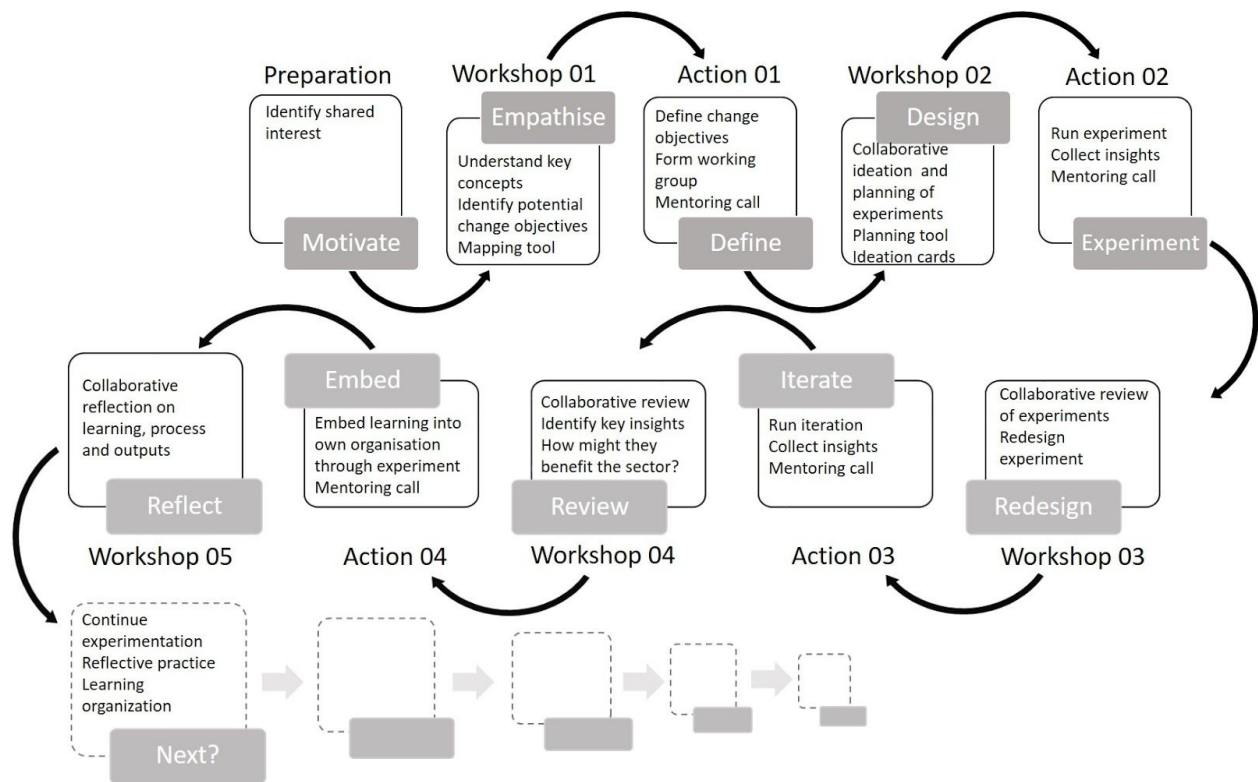 Preparation
Identify shared
interest
Motivate
Workshop 01
Empathise
Understand key
concepts
Identify potential
change objectives
Mapping tool
Action 01
Define change
objectives
Form working
group
Mentoring call
Define
Workshop 02
Design
Collaborative
ideation and
planning of
experiments
Planning tool
Ideation cards
Action 02
Run experiment
Collect insights
Mentoring call
Experiment
Collaborative review
of experiments
Redesign
experiment
Redesign
Workshop 03
Iterate
Run iteration
Collect insights
Mentoring call
Action 03
Collaborative review
Identify key insights
How might they
benefit the sector?
Review
Workshop 04
Embed
Embed learning into
own organisation
through experiment
Mentoring call
Action 04
Collaborative
reflection on
learning, process
and outputs
Reflect
Workshop 05
Continue
experimentation
Reflective practice
Learning
organization
Next?